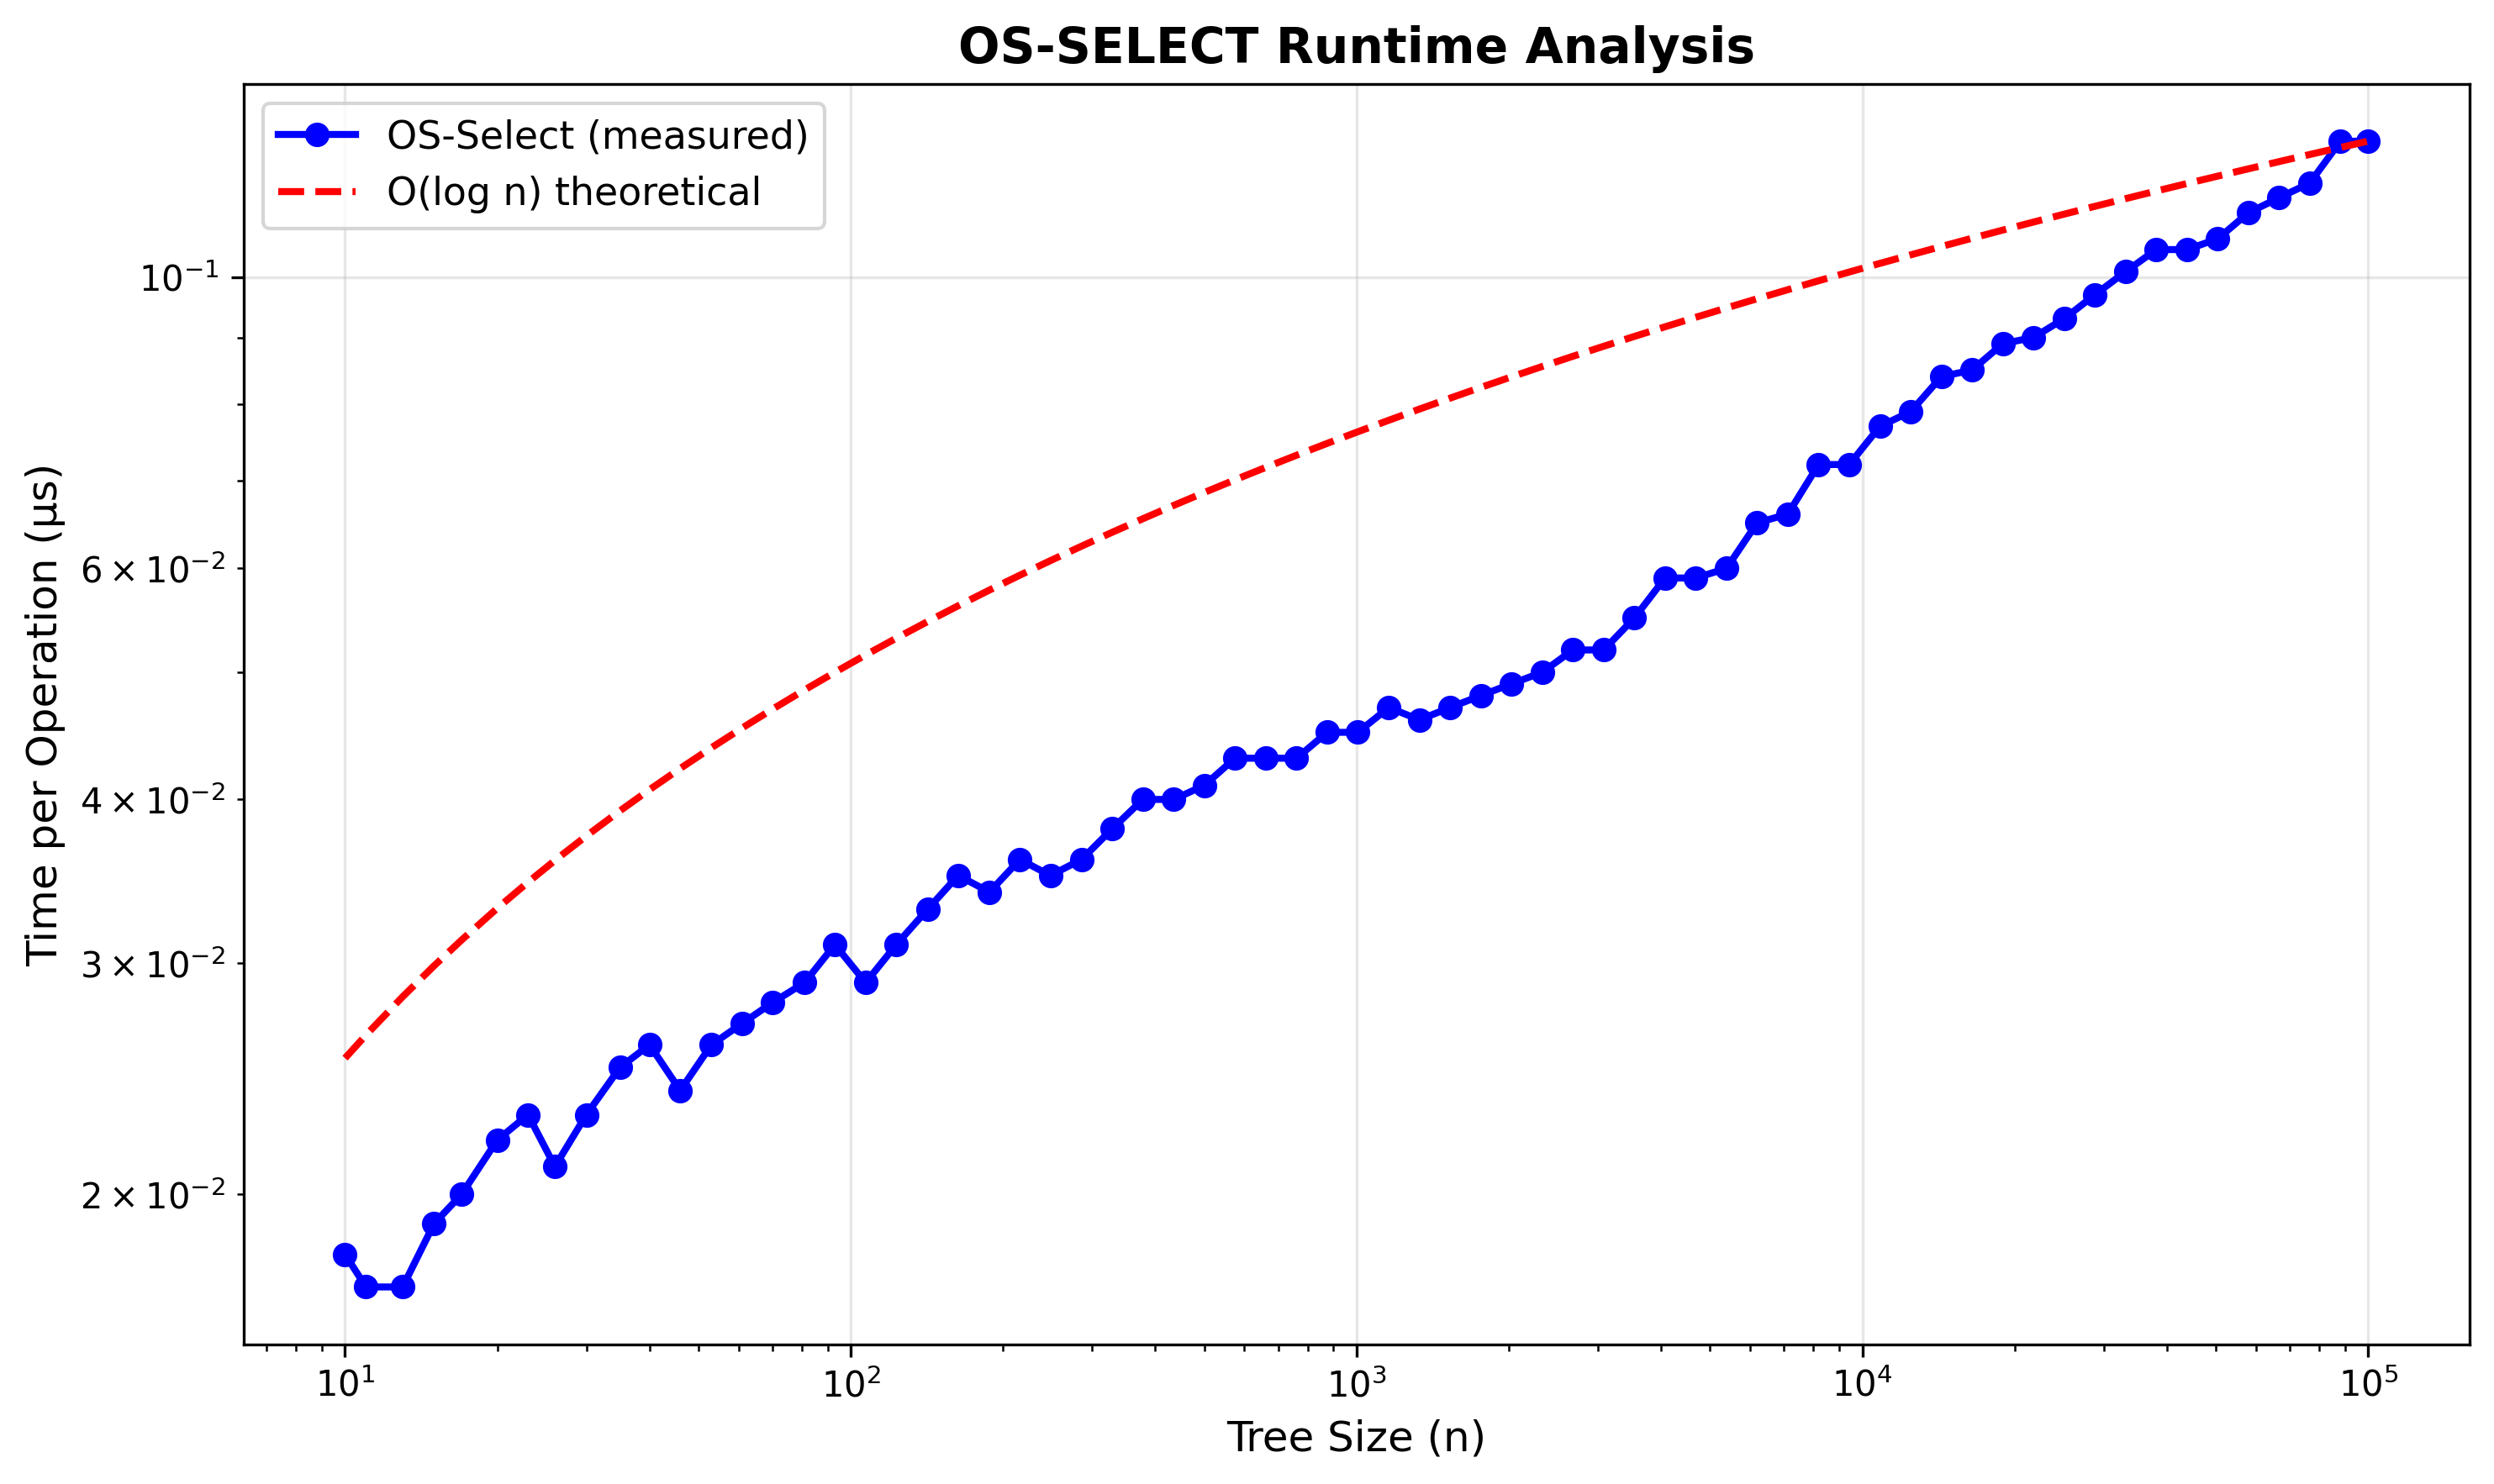 OS-SELECT Runtime Analysis
OS-Select (measured)
O(log n) theoretical
Time per Operation (µs)
10⁻¹
6 × 10⁻²
4 × 10⁻²
3 × 10⁻²
2 × 10⁻²
10¹ 10² 10³ 10⁴ 10⁵
Tree Size (n)